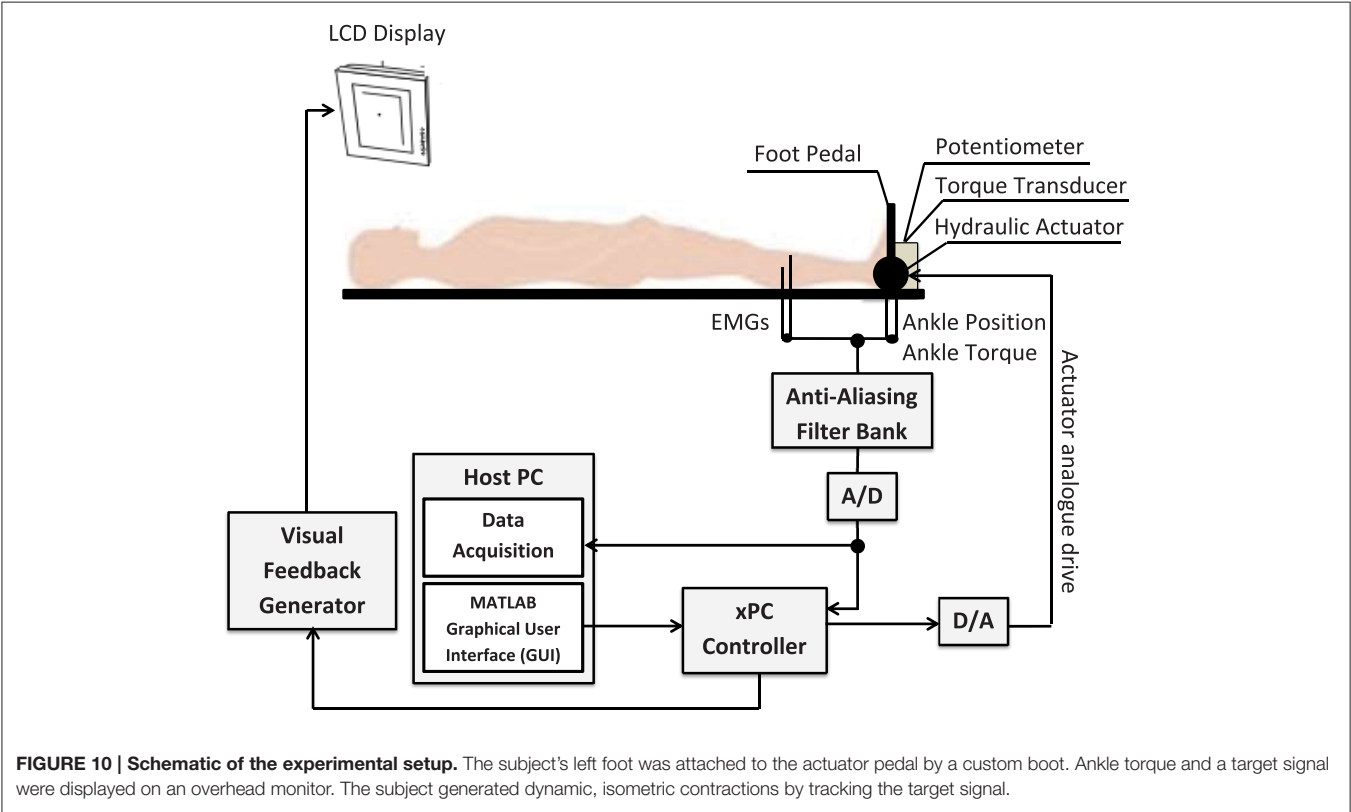 LCD Display
Foot Pedal
Potentiometer
Torque Transducer
Hydraulic Actuator
EMGs
Ankle Position
Ankle Torque
Actuator analogue drive
Anti-Aliasing
Filter Bank
A/D
Host PC
Data
Acquisition
MATLAB
Graphical User
Interface (GUI)
Visual
Feedback
Generator
xPC
Controller
D/A
FIGURE 10 | Schematic of the experimental setup. The subject's left foot was attached to the actuator pedal by a custom boot. Ankle torque and a target signal
were displayed on an overhead monitor. The subject generated dynamic, isometric contractions by tracking the target signal.